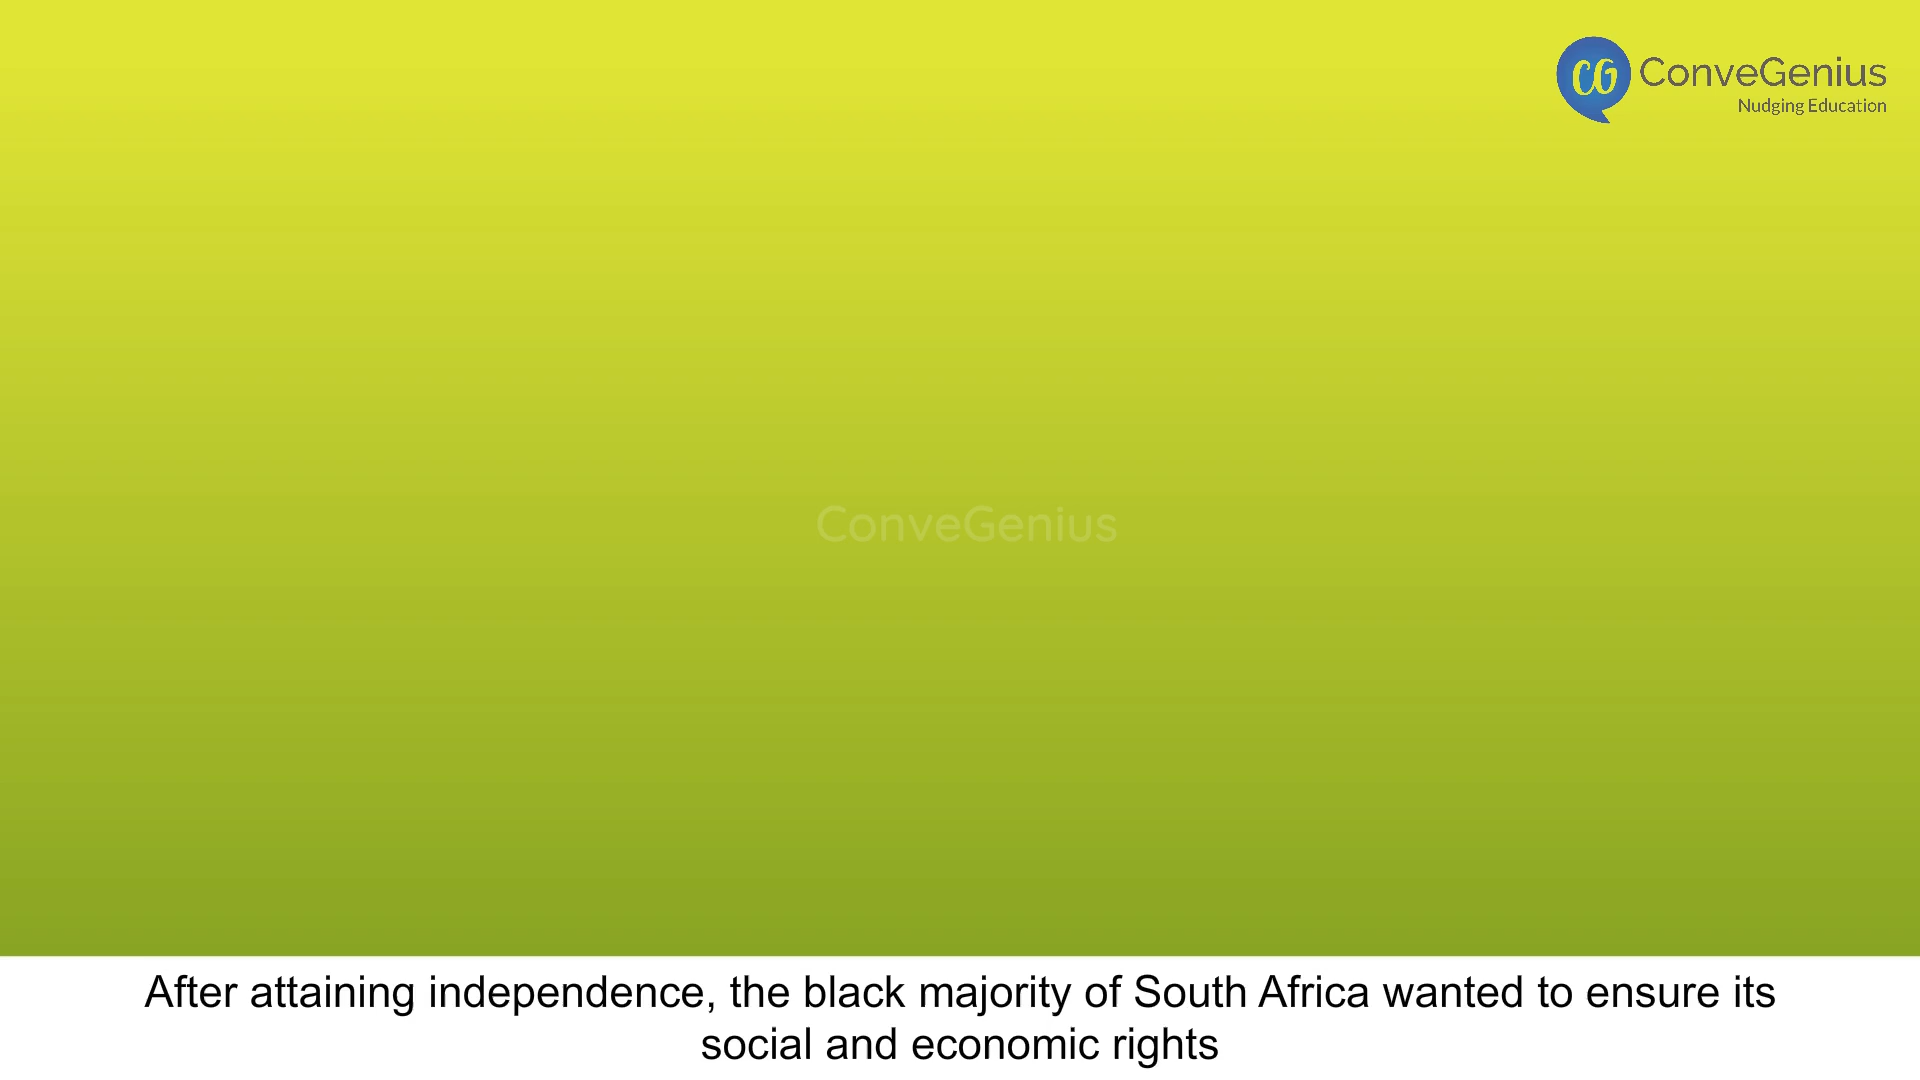 CG ConveGenius
Nudging Education
ConveGenius
After attaining independence, the black majority of South Africa wanted to ensure its
social and economic rights